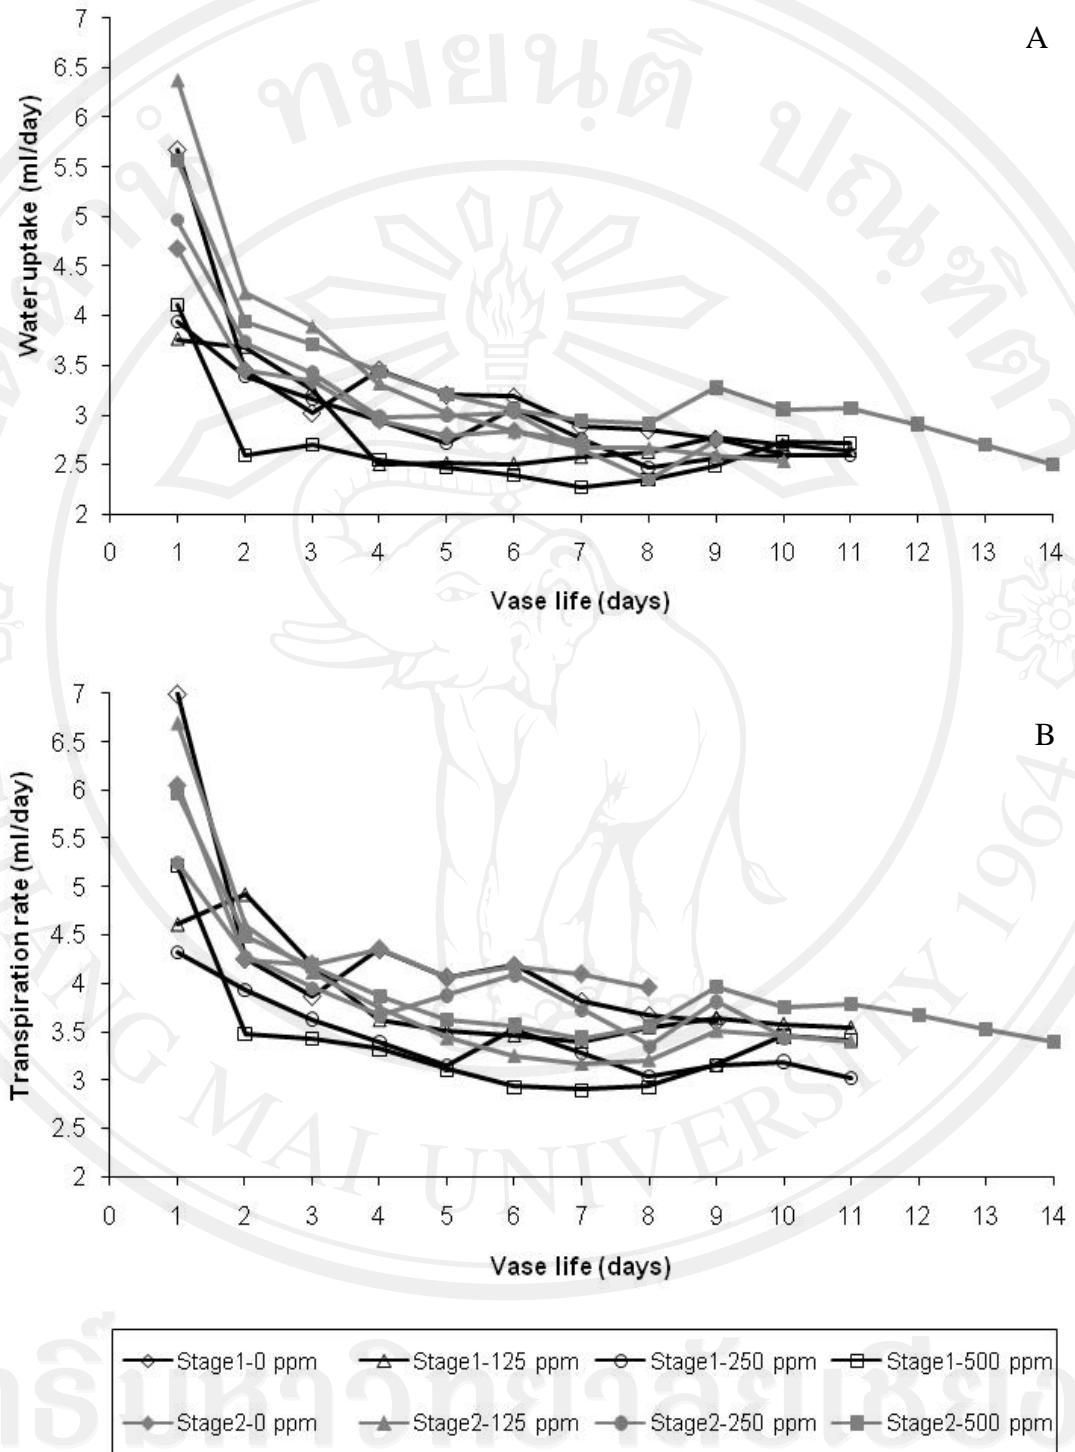 A
7
6.5
6
5.5
5
4.5
4
3.5
3
2.5
2
Water uptake (ml/day)
0 1 2 3 4 5 6 7 8 9 10 11 12 13 14
Vase life (days)
B
7
6.5
6
5.5
5
4.5
4
3.5
3
2.5
2
Transpiration rate (ml/day)
0 1 2 3 4 5 6 7 8 9 10 11 12 13 14
Vase life (days)
Stage1-0 ppm Stage1-125 ppm Stage1-250 ppm Stage1-500 ppm
Stage2-0 ppm Stage2-125 ppm Stage2-250 ppm Stage2-500 ppm
MAI UNIVERSITY 1964